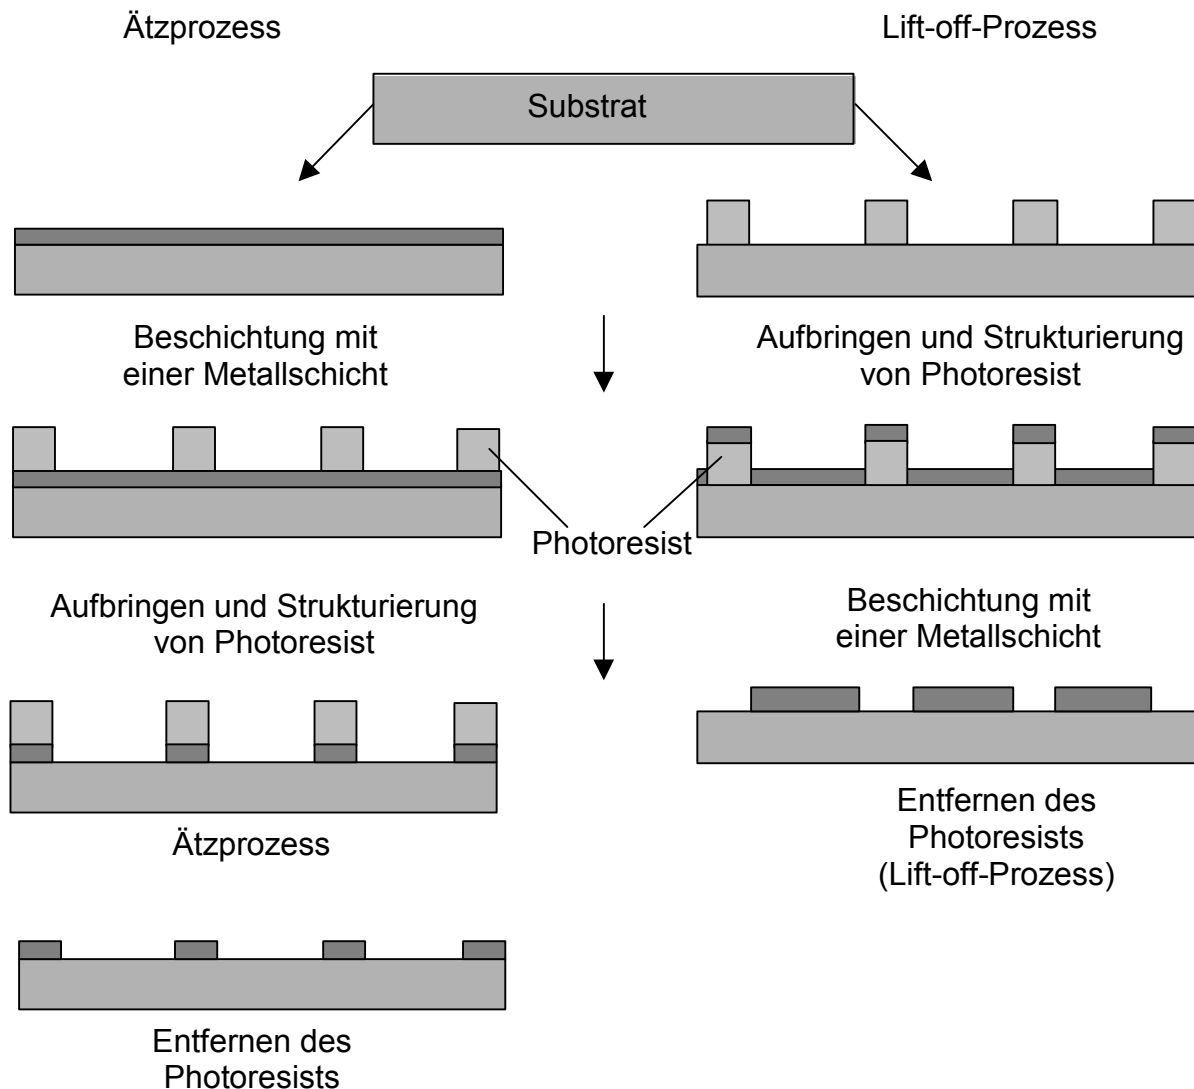 Ätzprozess
Lift-off-Prozess
Substrat
Beschichtung mit
einer Metallschicht
Aufbringen und Strukturierung
von Photoresist
Photoresist
Aufbringen und Strukturierung
von Photoresist
Beschichtung mit
einer Metallschicht
Ätzprozess
Entfernen des
Photoresists
(Lift-off-Prozess)
Entfernen des
Photoresists